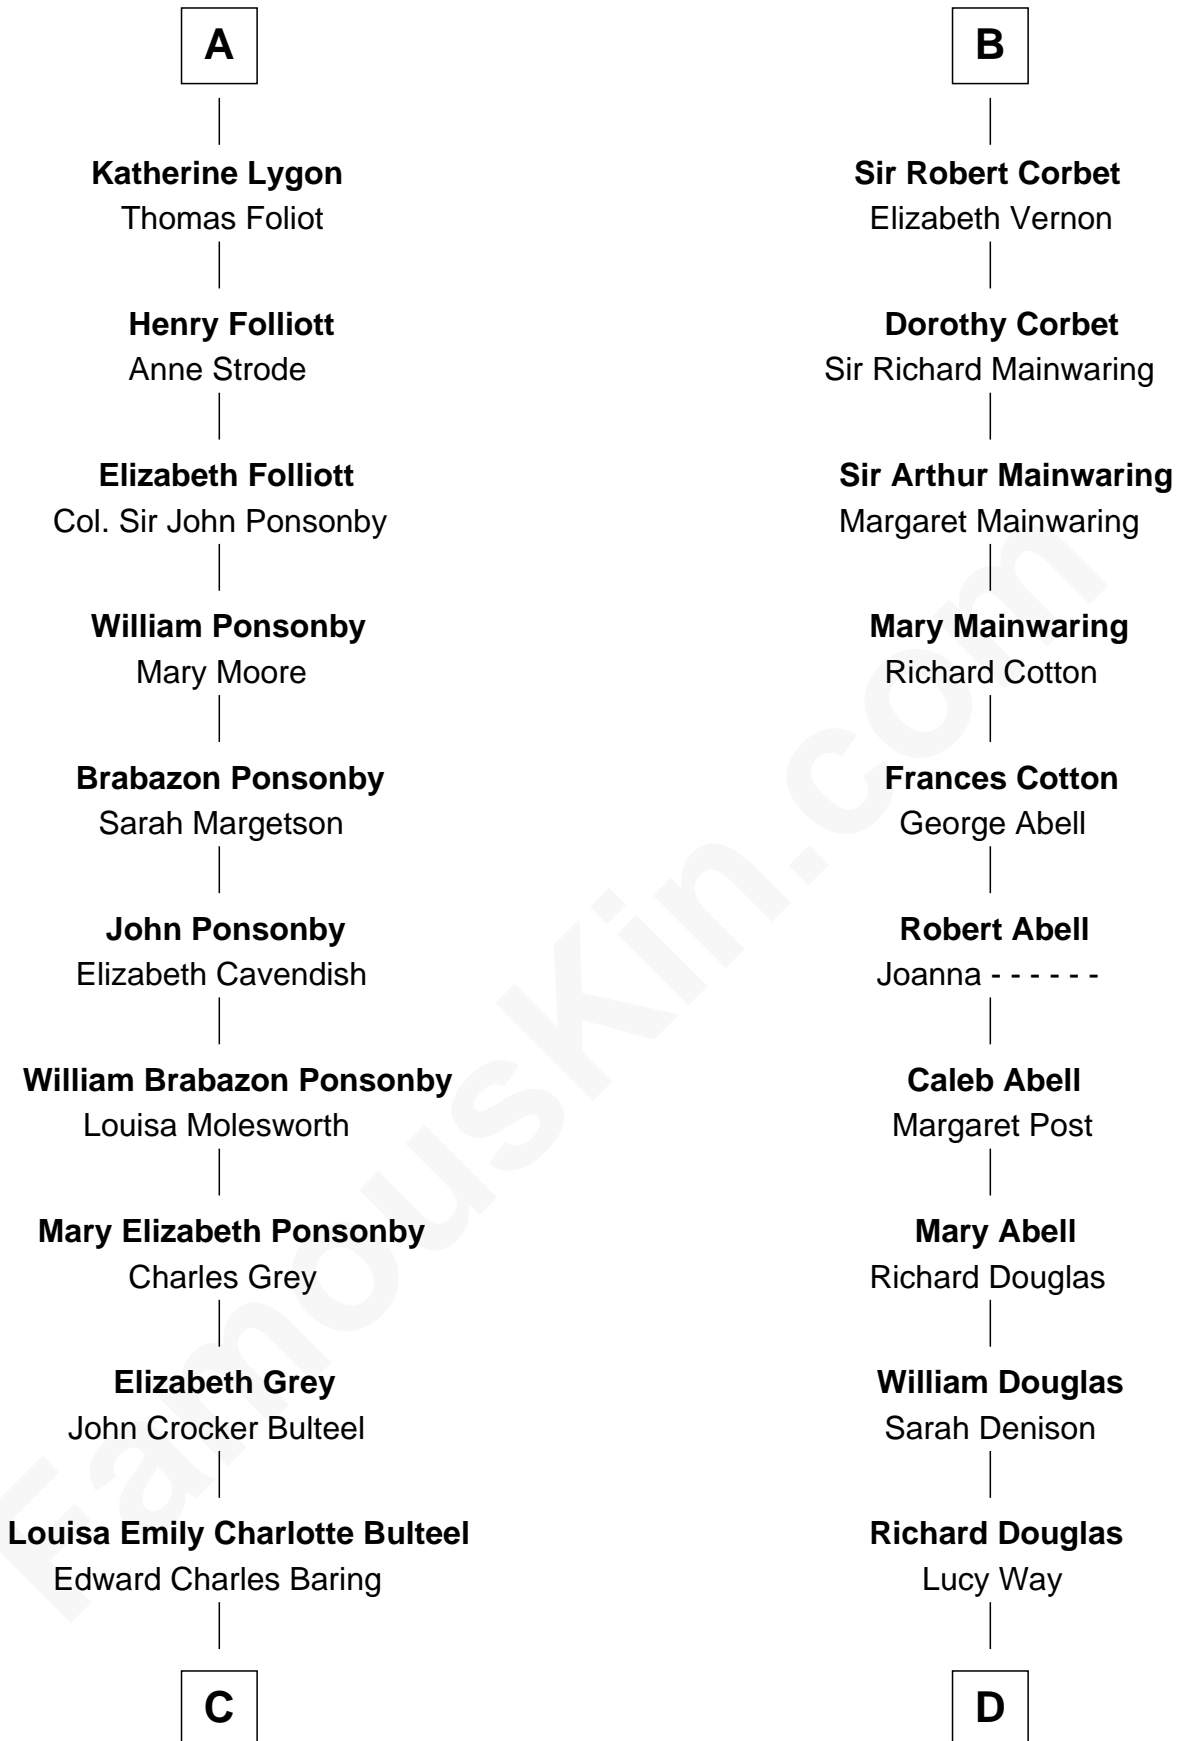 A
Katherine Lygon
Thomas Foliot
Henry Folliott
Anne Strode
Elizabeth Folliott
Col. Sir John Ponsonby
William Ponsonby
Mary Moore
Brabazon Ponsonby
Sarah Margetson
John Ponsonby
Elizabeth Cavendish
William Brabazon Ponsonby
Louisa Molesworth
Mary Elizabeth Ponsonby
Charles Grey
Elizabeth Grey
John Crocker Bulteel
Louisa Emily Charlotte Bulteel
Edward Charles Baring
C
B
Sir Robert Corbet
Elizabeth Vernon
Dorothy Corbet
Sir Richard Mainwaring
Sir Arthur Mainwaring
Margaret Mainwaring
Mary Mainwaring
Richard Cotton
Frances Cotton
George Abell
Robert Abell
Joanna - - - - - -
Caleb Abell
Margaret Post
Mary Abell
Richard Douglas
William Douglas
Sarah Denison
Richard Douglas
Lucy Way
D
FamousKin.com